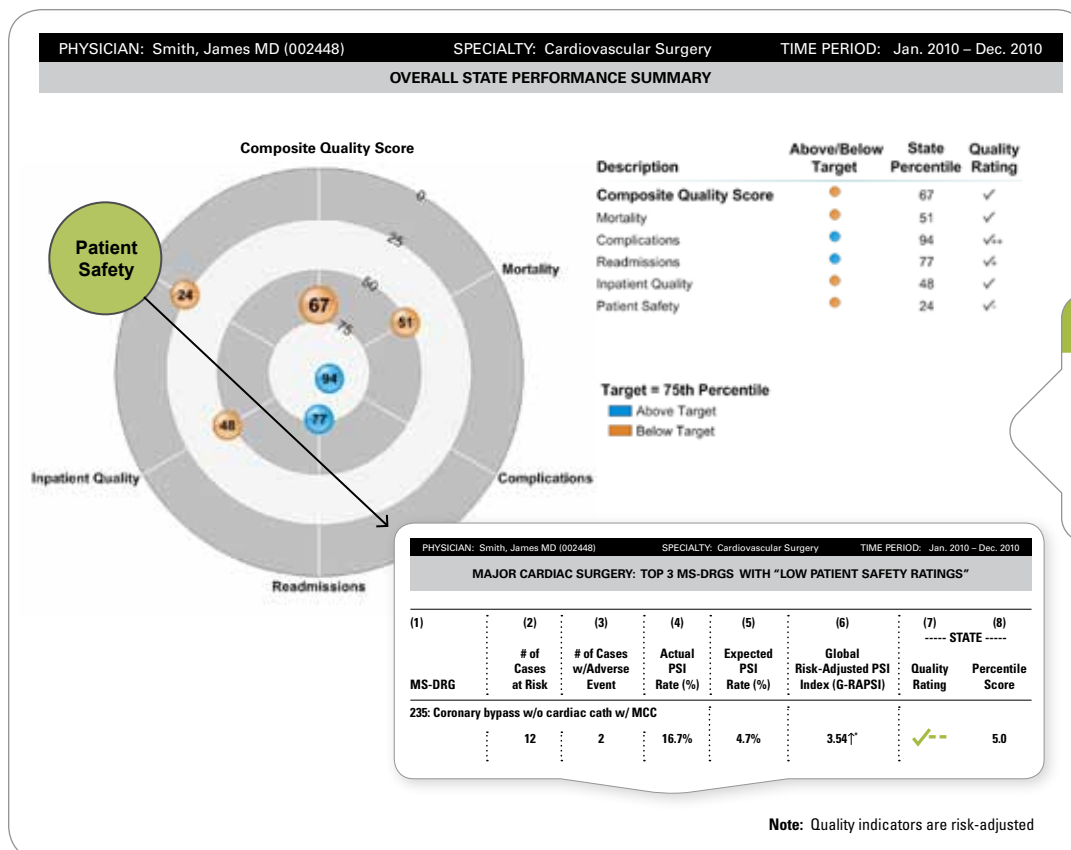 PHYSICIAN: Smith, James MD (002448) SPECIALTY: Cardiovascular Surgery TIME PERIOD: Jan. 2010 – Dec. 2010
OVERALL STATE PERFORMANCE SUMMARY
Composite Quality Score
0
25
50
75
Patient
Safety
Mortality
24
67
51
94
77
48
Inpatient Quality
Complications
Readmissions
Description Above/Below Target State Percentile Quality Rating
Composite Quality Score 67 ✓
Mortality 51 ✓
Complications 94 ✓++
Readmissions 77 ✓+
Inpatient Quality 48 ✓
Patient Safety 24 ✓-
Target = 75th Percentile
Above Target
Below Target
PHYSICIAN: Smith, James MD (002448) SPECIALTY: Cardiovascular Surgery TIME PERIOD: Jan. 2010 – Dec. 2010
MAJOR CARDIAC SURGERY: TOP 3 MS-DRGS WITH "LOW PATIENT SAFETY RATINGS"
(1) (2) (3) (4) (5) (6) (7) (8)
----- STATE -----
# of # of Cases Actual Expected Global
Cases w/Adverse PSI PSI Risk-Adjusted PSI Quality Percentile
MS-DRG at Risk Event Rate (%) Rate (%) Index (G-RAPSI) Rating Score
235: Coronary bypass w/o cardiac cath w/ MCC
12 2 16.7% 4.7% 3.54↑* ✓-- 5.0
Note: Quality indicators are risk-adjusted